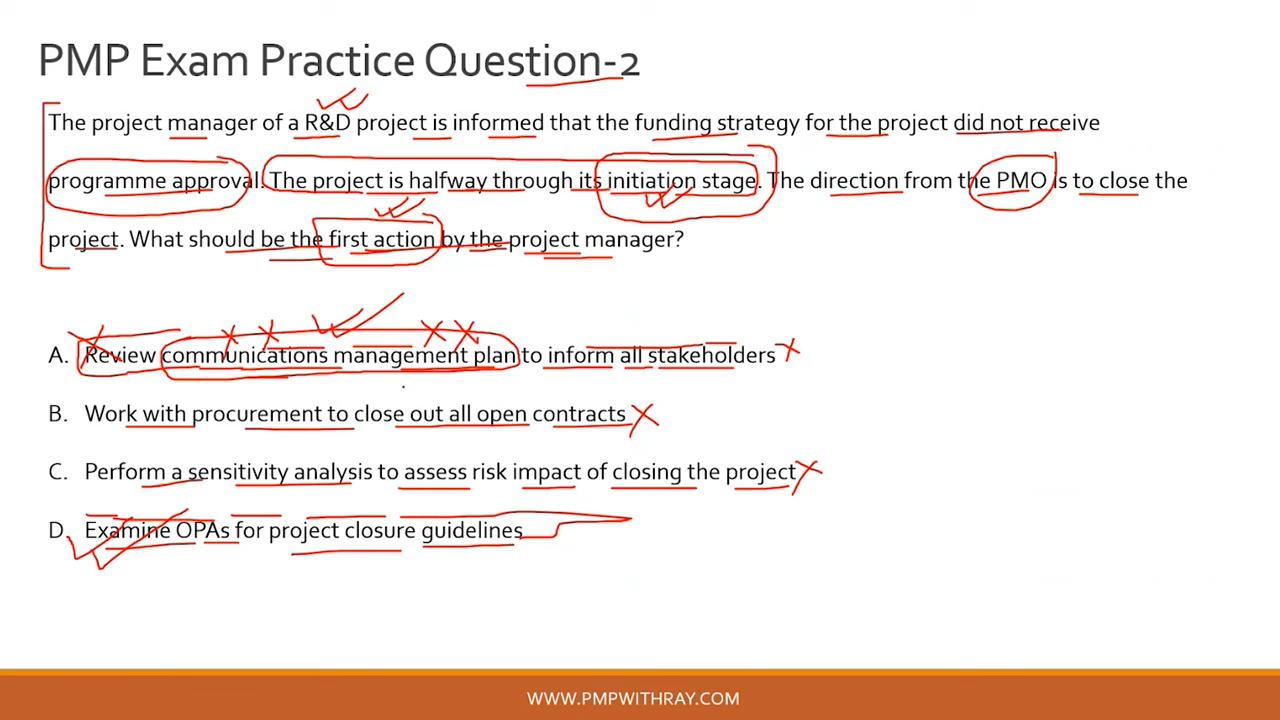 PMP Exam Practice Question-2
The project manager of a R&D project is informed that the funding strategy for the project did not receive
programme approval. The project is halfway through its initiation stage. The direction from the PMO is to close the
project. What should be the first action by the project manager?
A. Review communications management plan to inform all stakeholders
B. Work with procurement to close out all open contracts
C. Perform a sensitivity analysis to assess risk impact of closing the project
D. Examine OPAs for project closure guidelines
WWW.PMPWITHRAY.COM